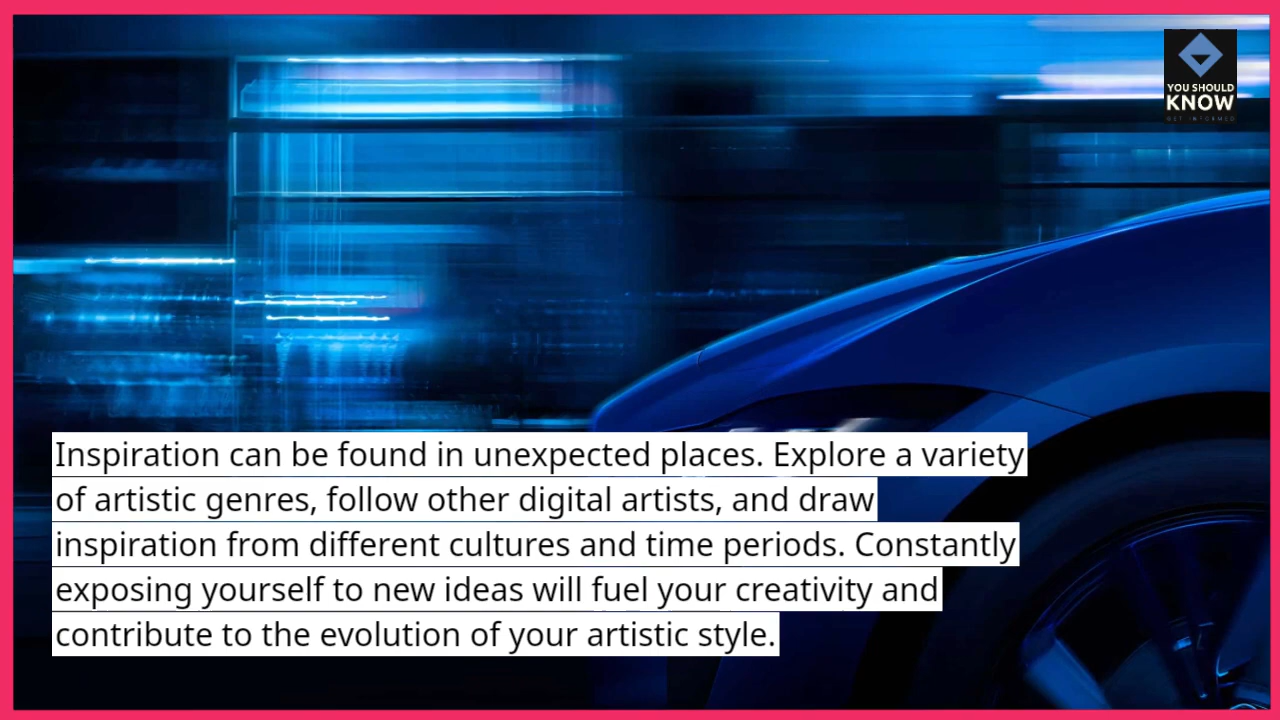 YOU SHOULD
KNOW
GET INFORMED
Inspiration can be found in unexpected places. Explore a variety
of artistic genres, follow other digital artists, and draw
inspiration from different cultures and time periods. Constantly
exposing yourself to new ideas will fuel your creativity and
contribute to the evolution of your artistic style.